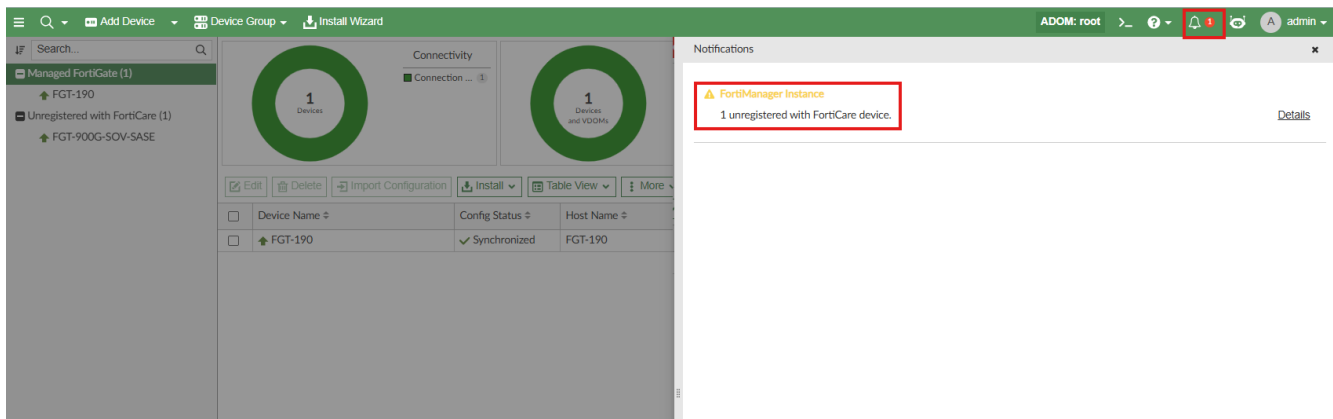 Add Device
Device Group
Install Wizard
ADOM: root
>_
1
A
admin
Search...
Managed FortiGate (1)
FGT-190
Unregistered with FortiCare (1)
FGT-900G-SOV-SASE
1
Devices
Connectivity
Connection ... 1
1
Devices
and VDOMs
Edit
Delete
Import Configuration
Install
Table View
More
Device Name
Config Status
Host Name
FGT-190
Synchronized
FGT-190
Notifications
FortiManager Instance
1 unregistered with FortiCare device.
Details